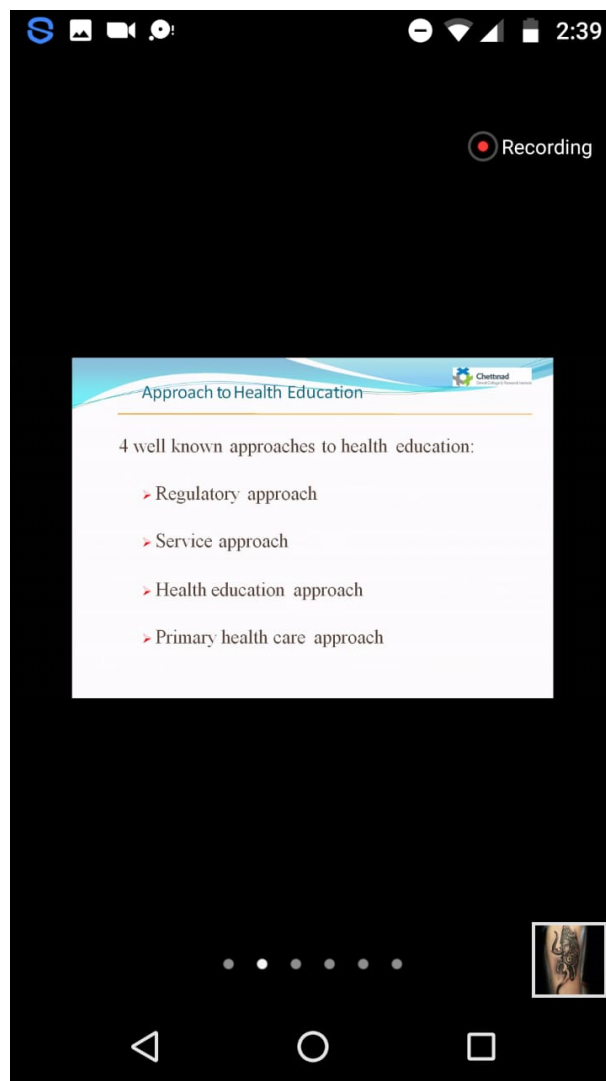 2:39
Recording
Chettinad
Approach to Health Education
4 well known approaches to health education:
Regulatory approach
Service approach
Health education approach
Primary health care approach